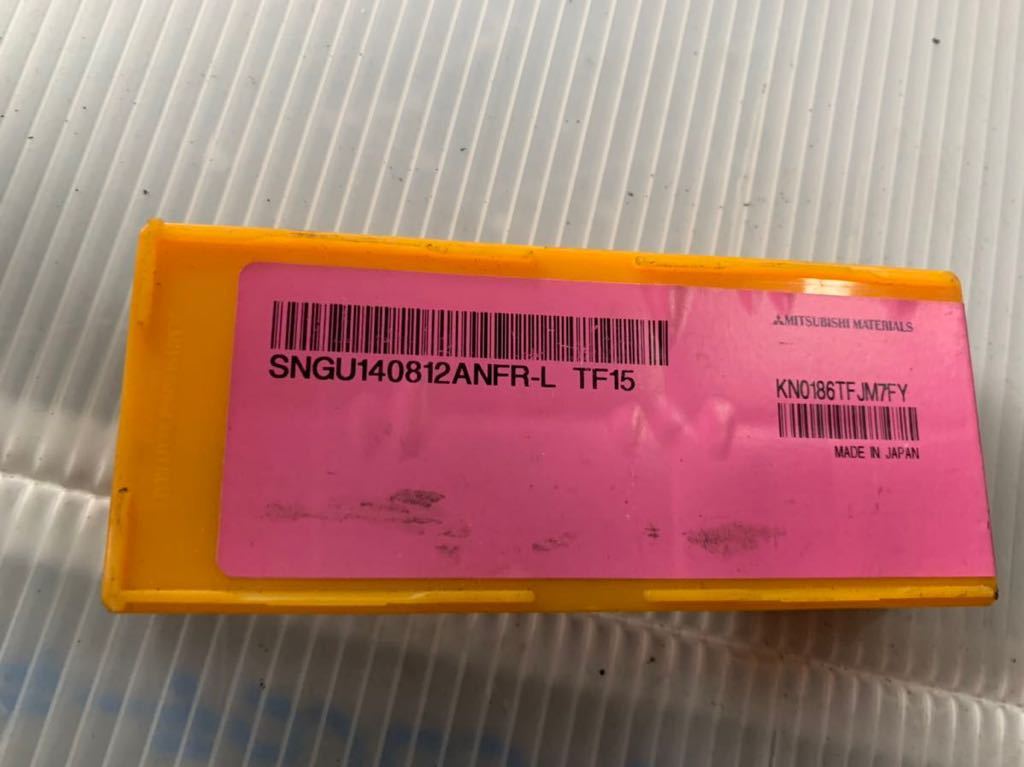 SNGU140812ANFR-L TF15
MITSUBISHI MATERIALS
KN0186TFJM7FY
MADE IN JAPAN